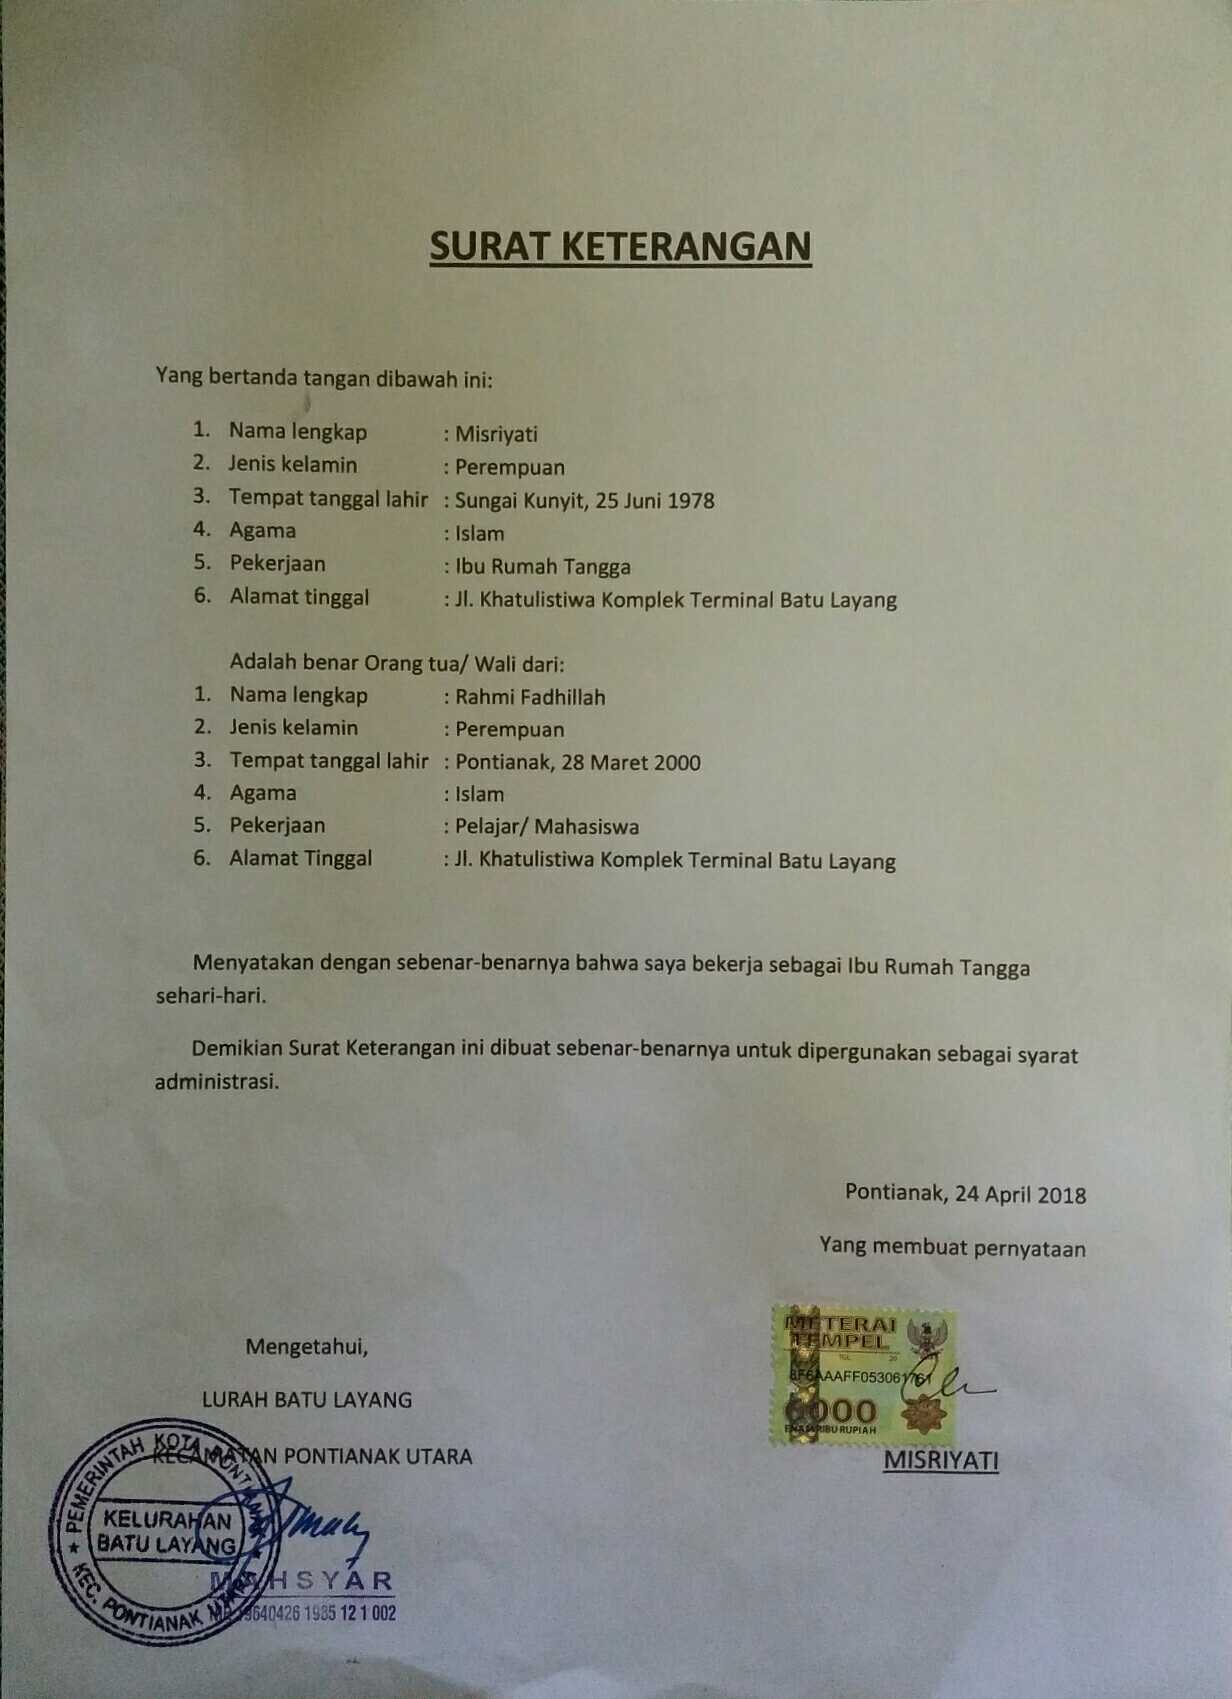 SURAT KETERANGAN
Yang bertanda tangan dibawah ini:
1. Nama lengkap : Misriyati
2. Jenis kelamin : Perempuan
3. Tempat tanggal lahir : Sungai Kunyit, 25 Juni 1978
4. Agama : Islam
5. Pekerjaan : Ibu Rumah Tangga
6. Alamat tinggal : Jl. Khatulistiwa Komplek Terminal Batu Layang
Adalah benar Orang tua/ Wali dari:
1. Nama lengkap : Rahmi Fadhillah
2. Jenis kelamin : Perempuan
3. Tempat tanggal lahir : Pontianak, 28 Maret 2000
4. Agama : Islam
5. Pekerjaan : Pelajar/ Mahasiswa
6. Alamat Tinggal : Jl. Khatulistiwa Komplek Terminal Batu Layang
Menyatakan dengan sebenar-benarnya bahwa saya bekerja sebagai Ibu Rumah Tangga
sehari-hari.
Demikian Surat Keterangan ini dibuat sebenar-benarnya untuk dipergunakan sebagai syarat
administrasi.
Pontianak, 24 April 2018
Yang membuat pernyataan
METERAI
TEMPEL
TGL. 20
AAAFF053061761
6000
ENAM RIBU RUPIAH
MISRIYATI
Mengetahui,
LURAH BATU LAYANG
KECAMATAN PONTIANAK UTARA
PEMERINTAH KOTA PONTIANAK
KELURAHAN
BATU LAYANG
KEC. PONTIANAK UTARA
MAHSYAR
19640426 1985 12 1 002